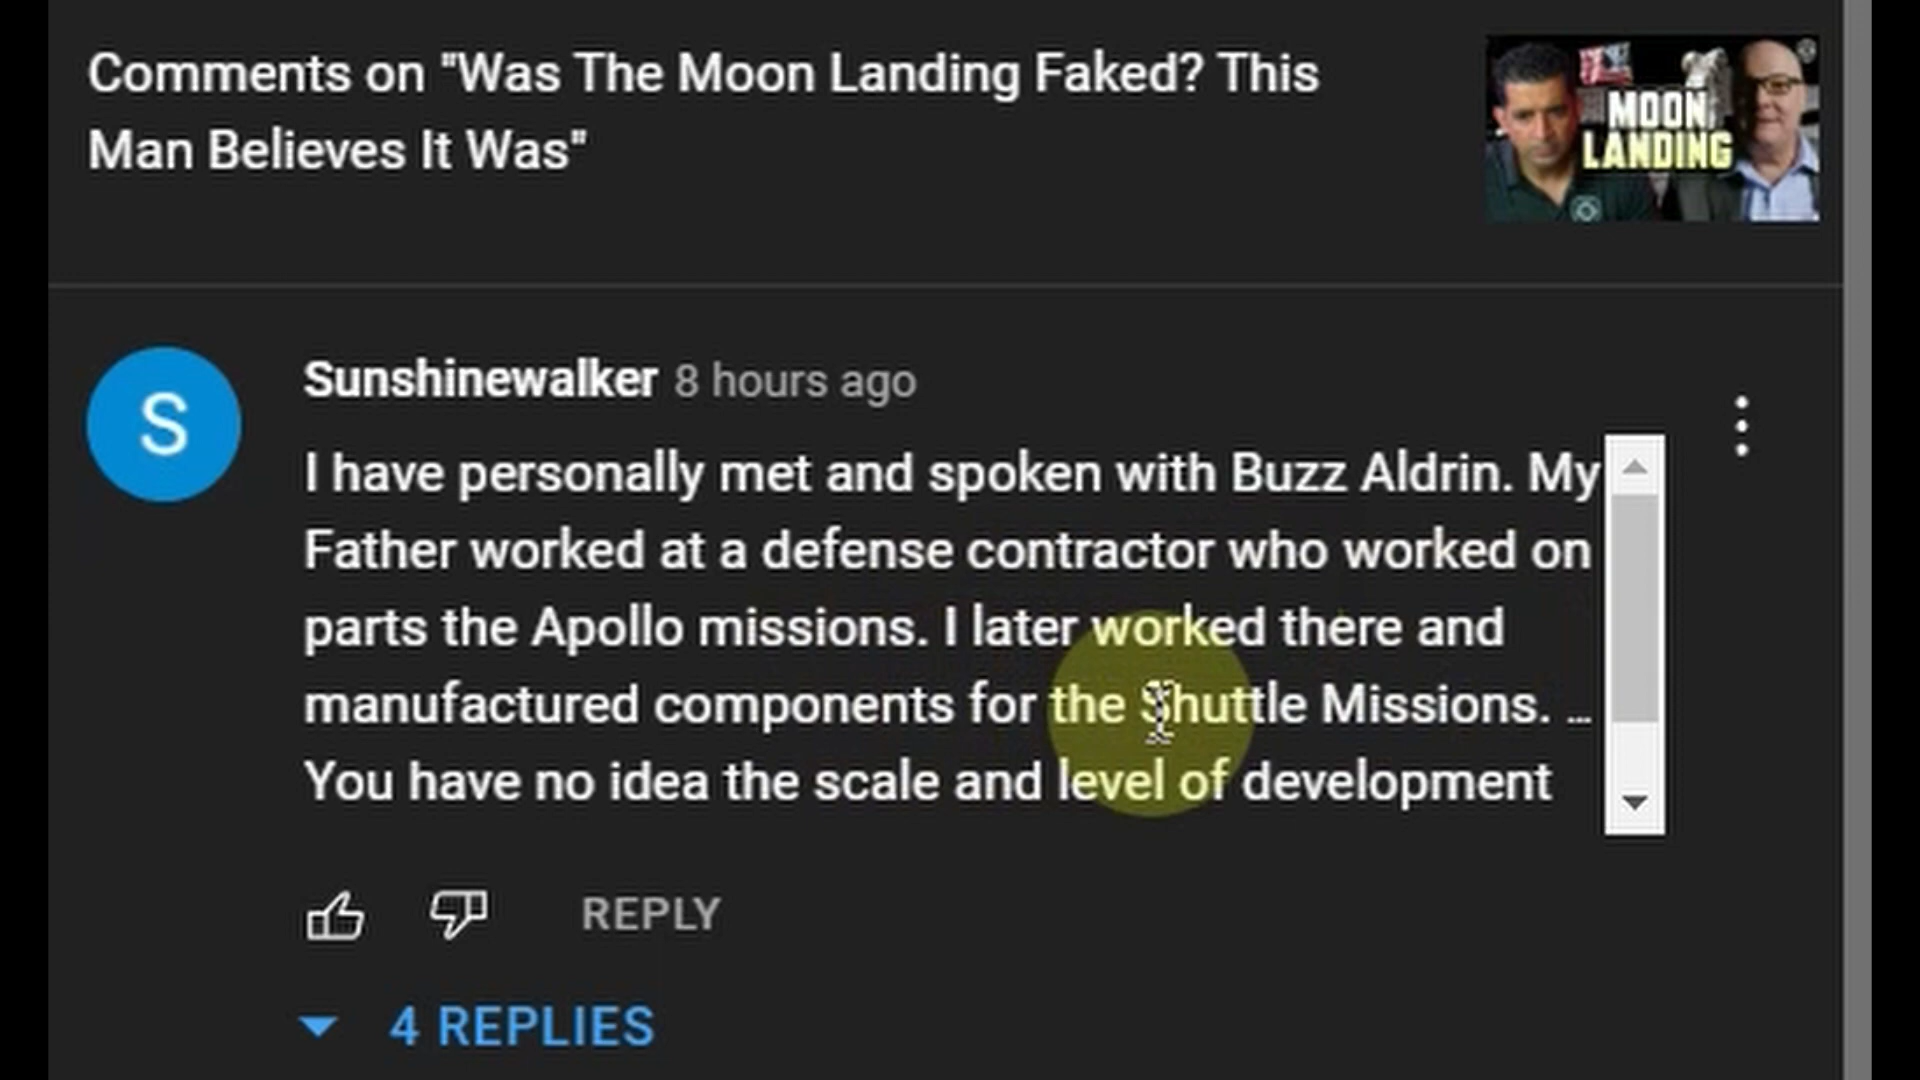 Comments on "Was The Moon Landing Faked? This
Man Believes It Was"
MOON
LANDING
S
Sunshinewalker 8 hours ago
I have personally met and spoken with Buzz Aldrin. My
Father worked at a defense contractor who worked on
parts the Apollo missions. I later worked there and
manufactured components for the Shuttle Missions. ...
You have no idea the scale and level of development
REPLY
4 REPLIES